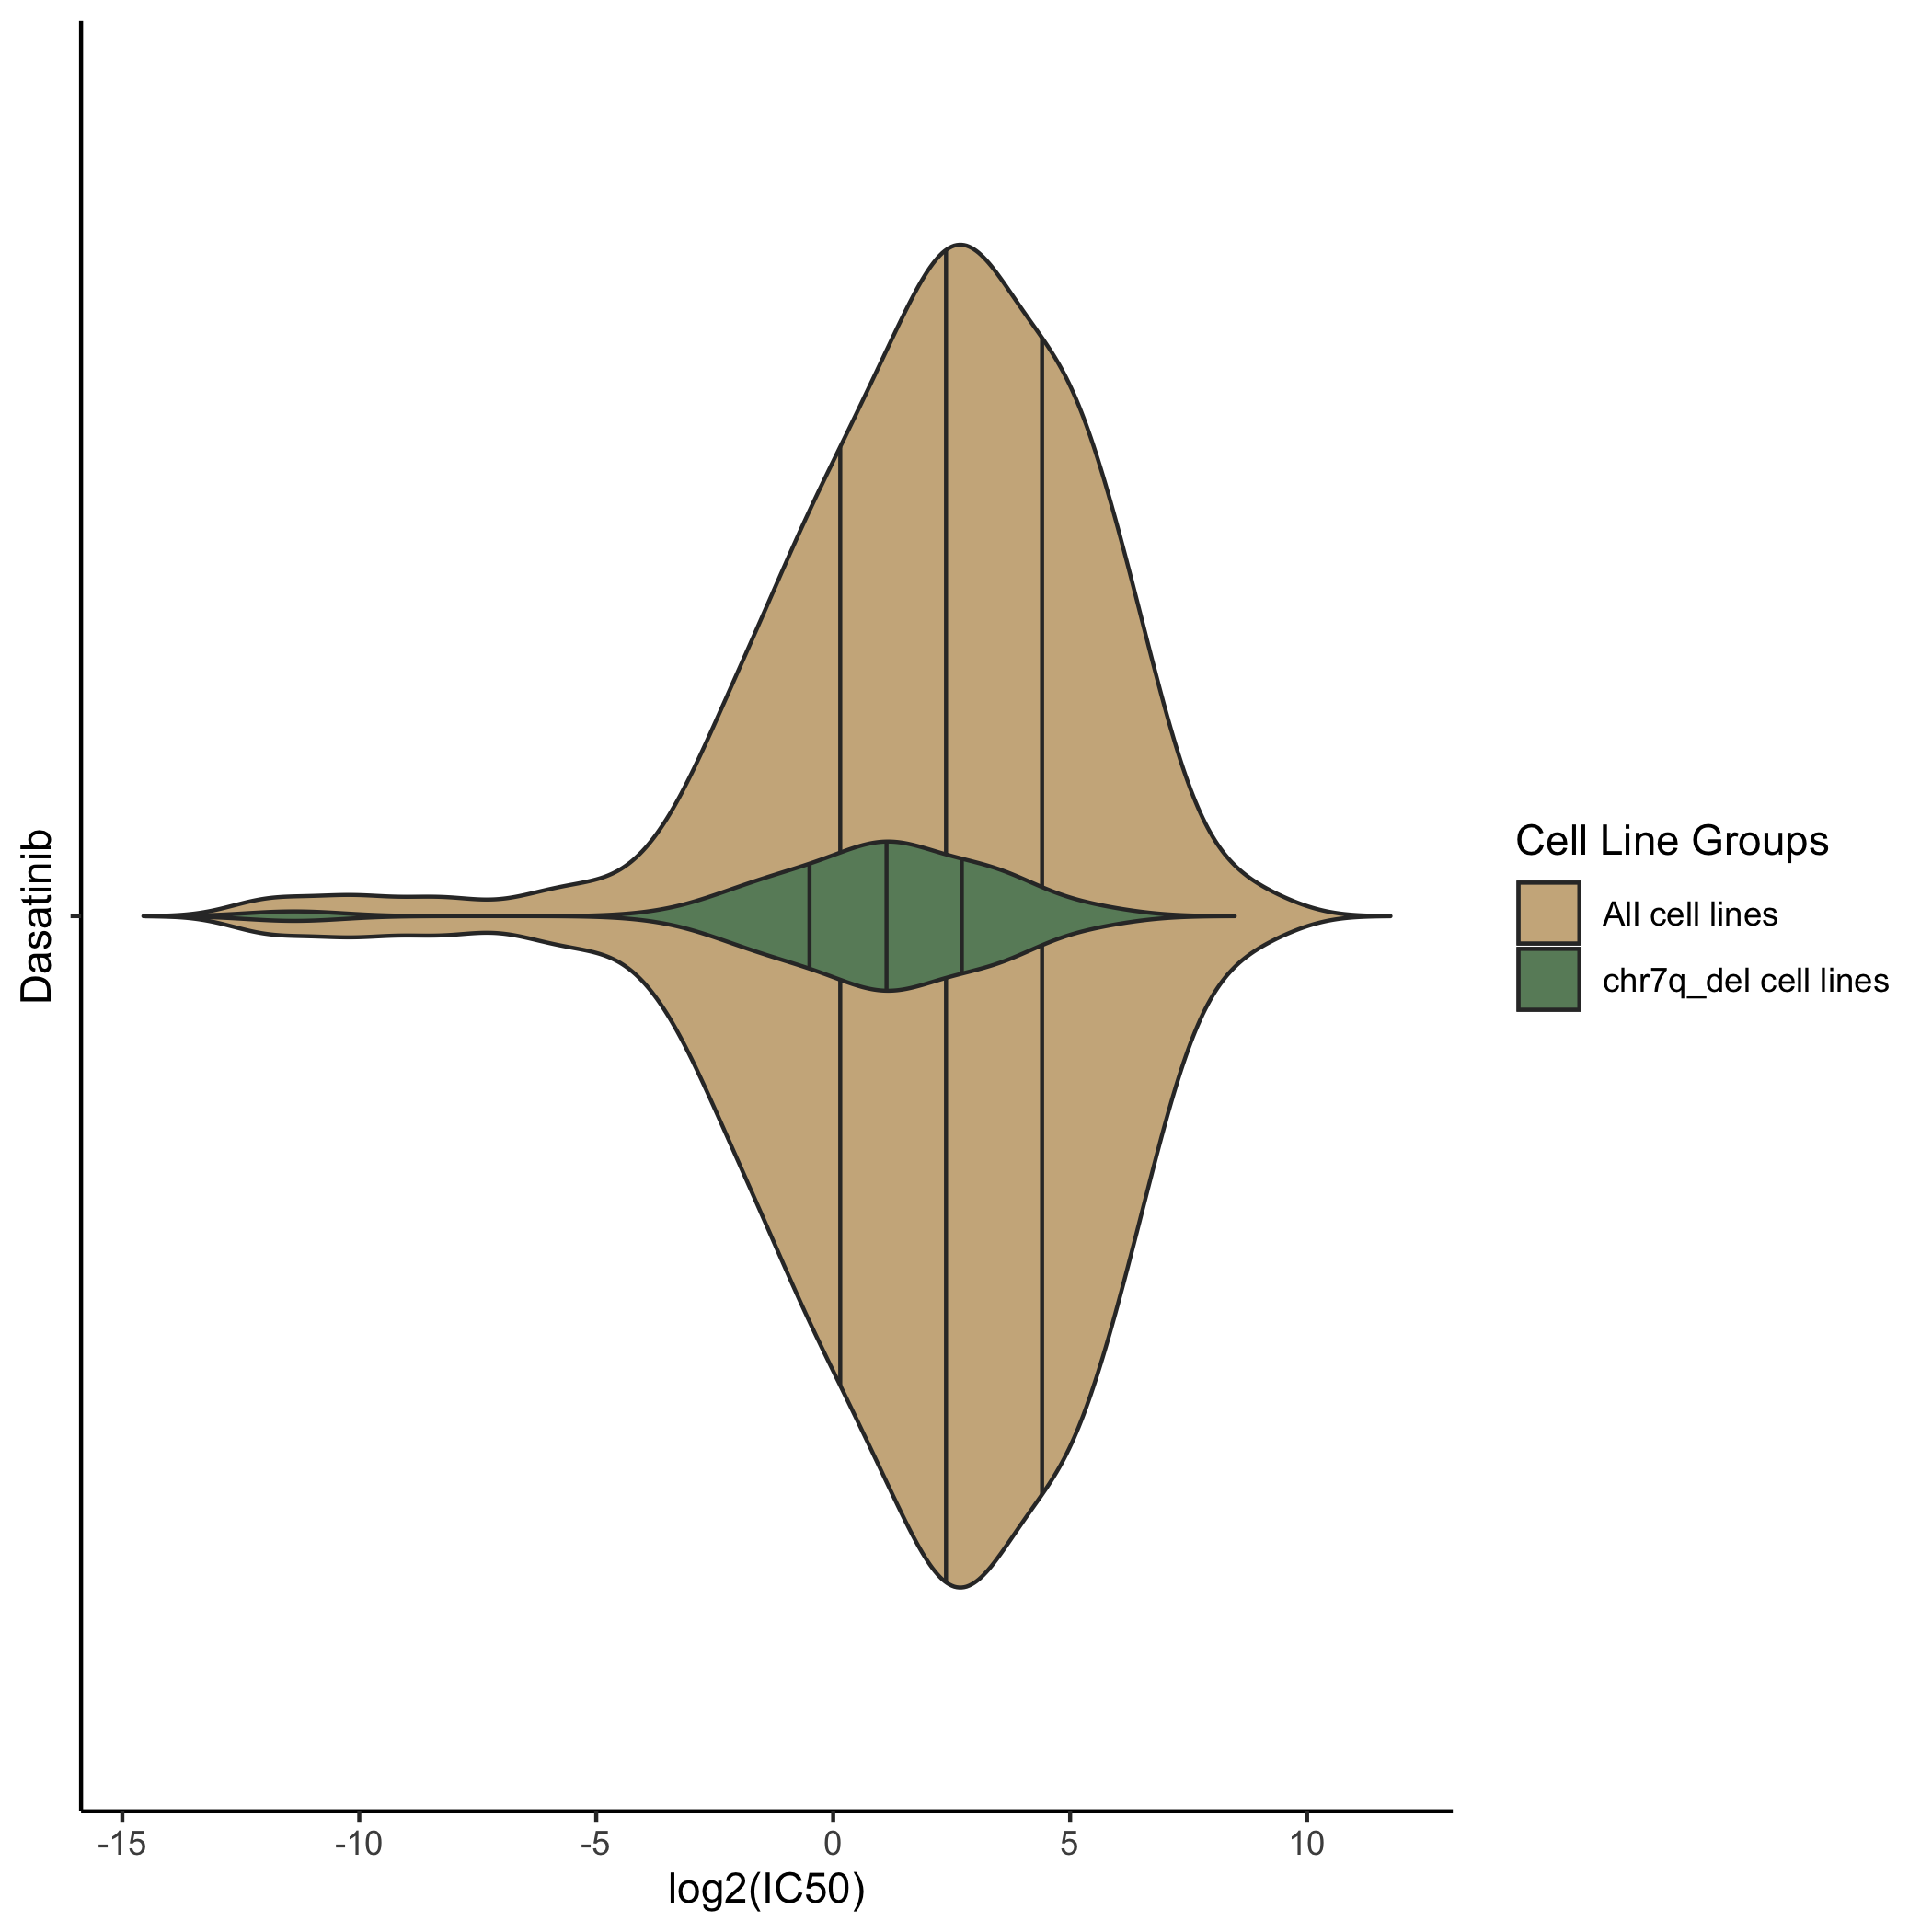 Dasatinib
-15 -10 -5 0 5 10
log2(IC50)
Cell Line Groups
All cell lines
chr7q_del cell lines